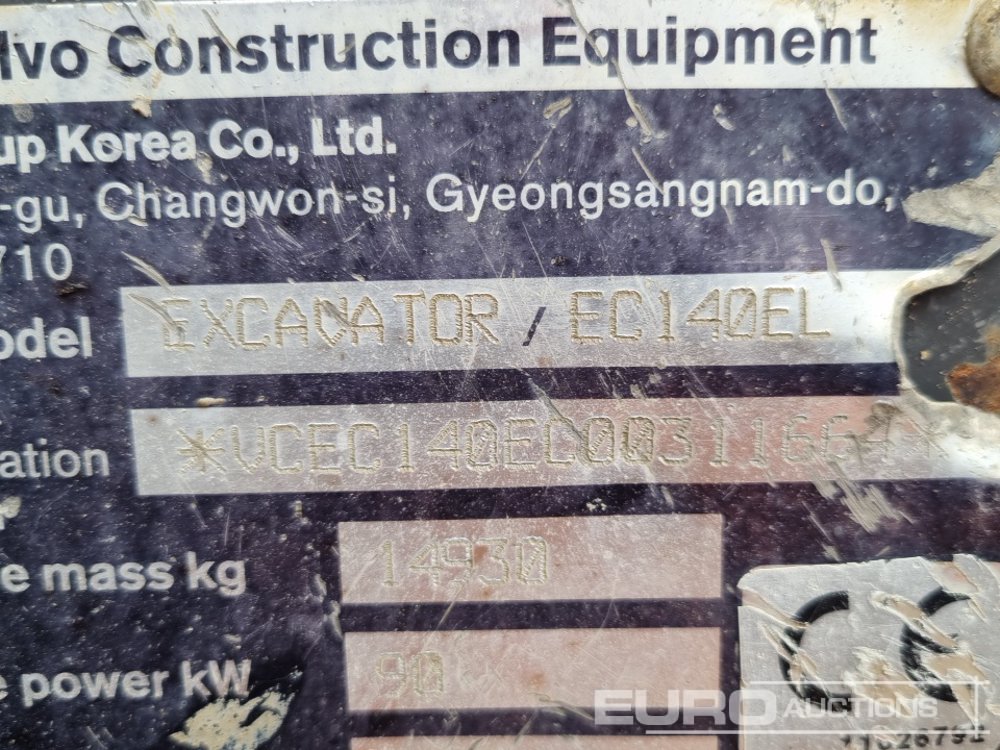 lvo Construction Equipment
up Korea Co., Ltd.
-gu, Changwon-si, Gyeongsangnam-do,
710
odel EXCAVATOR / EC140EL
ation *VCEC140EC00311664*
e mass kg 14930
e power kW 90
CE
EURO AUCTIONS